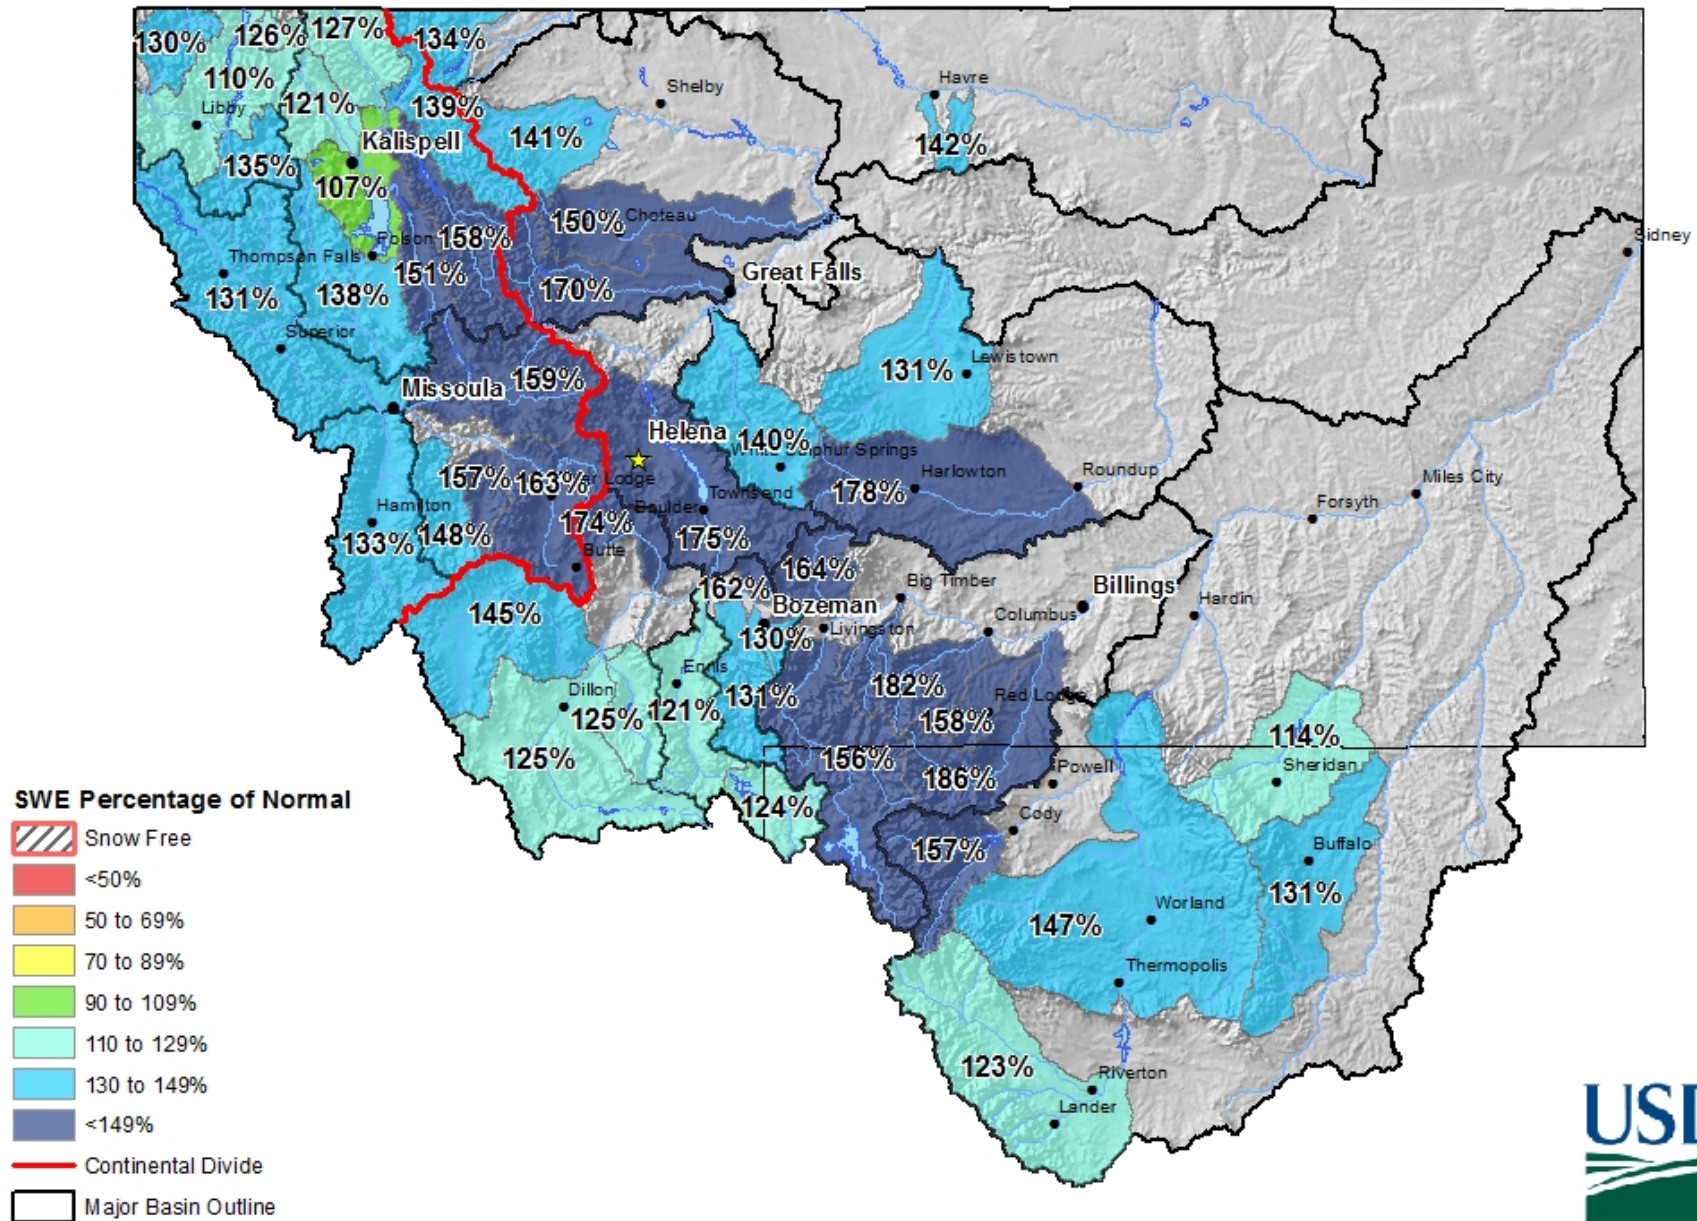 130%
126%
127%
134%
110%
Libby
121%
139%
Shelby
Havre
Kalispell
141%
142%
135%
107%
150%
Choteau
Polson
158%
Sidney
Thompson Falls
151%
131%
138%
170%
Great Falls
Superior
159%
131%
Lewistown
Missoula
Helena
140%
Sulphur Springs
157%
163%
Lodge
Townsend
178%
Harlowton
Roundup
Miles City
Forsyth
Hamilton
133%
148%
174%
Boulder
175%
Butte
162%
164%
Big Timber
Billings
Hardin
145%
Bozeman
130%
Livingston
Columbus
Ennis
Dillon
125%
121%
131%
182%
Red Lodge
158%
125%
156%
186%
Powell
114%
Sheridan
124%
Cody
157%
Buffalo
131%
147%
Worland
Thermopolis
123%
Riverton
Lander
SWE Percentage of Normal
Snow Free
<50%
50 to 69%
70 to 89%
90 to 109%
110 to 129%
130 to 149%
<149%
Continental Divide
Major Basin Outline